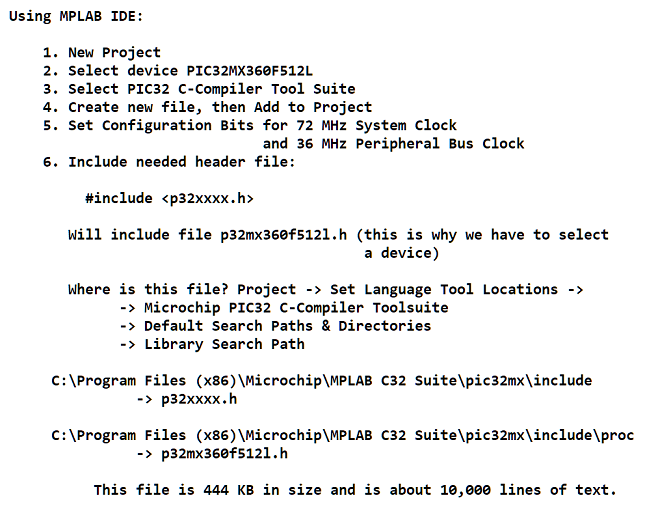 Using MPLAB IDE:
1. New Project
2. Select device PIC32MX360F512L
3. Select PIC32 C-Compiler Tool Suite
4. Create new file, then Add to Project
5. Set Configuration Bits for 72 MHz System Clock
and 36 MHz Peripheral Bus Clock
6. Include needed header file:
#include <p32xxxx.h>
Will include file p32mx360f512l.h (this is why we have to select
a device)
Where is this file? Project -> Set Language Tool Locations ->
-> Microchip PIC32 C-Compiler Toolsuite
-> Default Search Paths & Directories
-> Library Search Path
C:\Program Files (x86)\Microchip\MPLAB C32 Suite\pic32mx\include
-> p32xxxx.h
C:\Program Files (x86)\Microchip\MPLAB C32 Suite\pic32mx\include\proc
-> p32mx360f512l.h
This file is 444 KB in size and is about 10,000 lines of text.